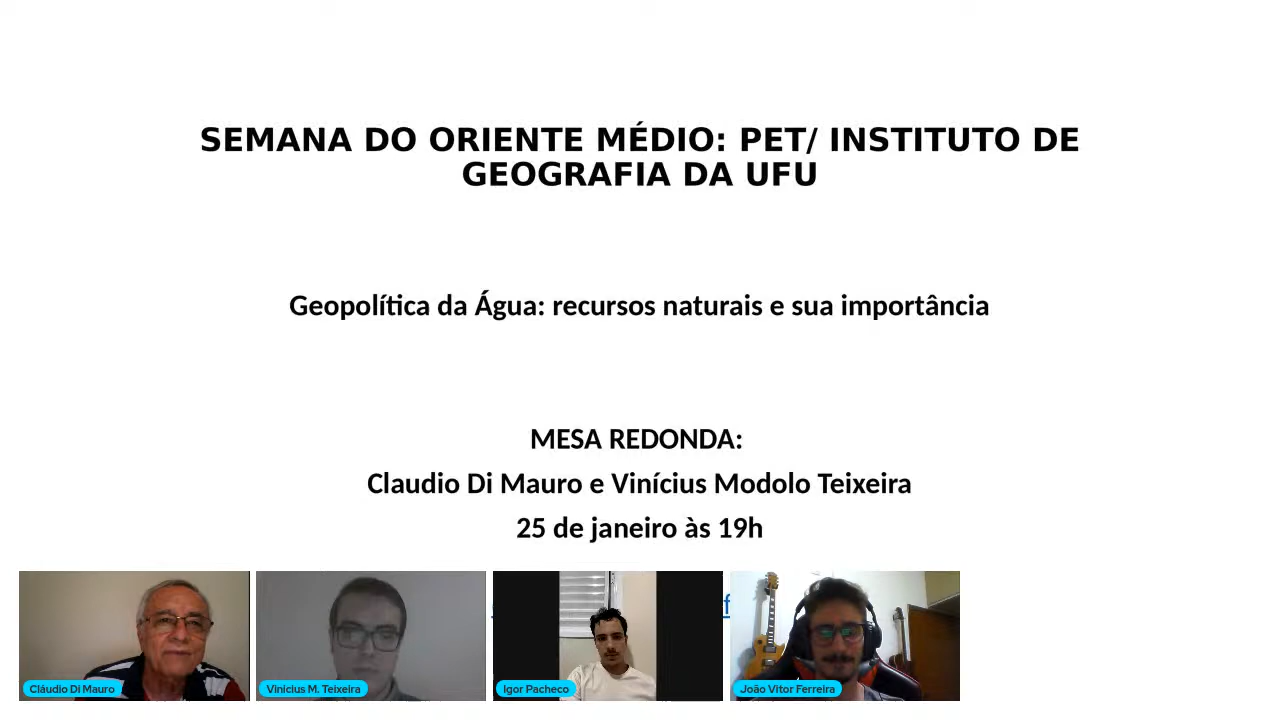 SEMANA DO ORIENTE MÉDIO: PET/ INSTITUTO DE
GEOGRAFIA DA UFU
Geopolítica da Água: recursos naturais e sua importância
MESA REDONDA:
Claudio Di Mauro e Vinícius Modolo Teixeira
25 de janeiro às 19h
Cláudio Di Mauro
Vinicius M. Teixeira
Igor Pacheco
João Vitor Ferreira